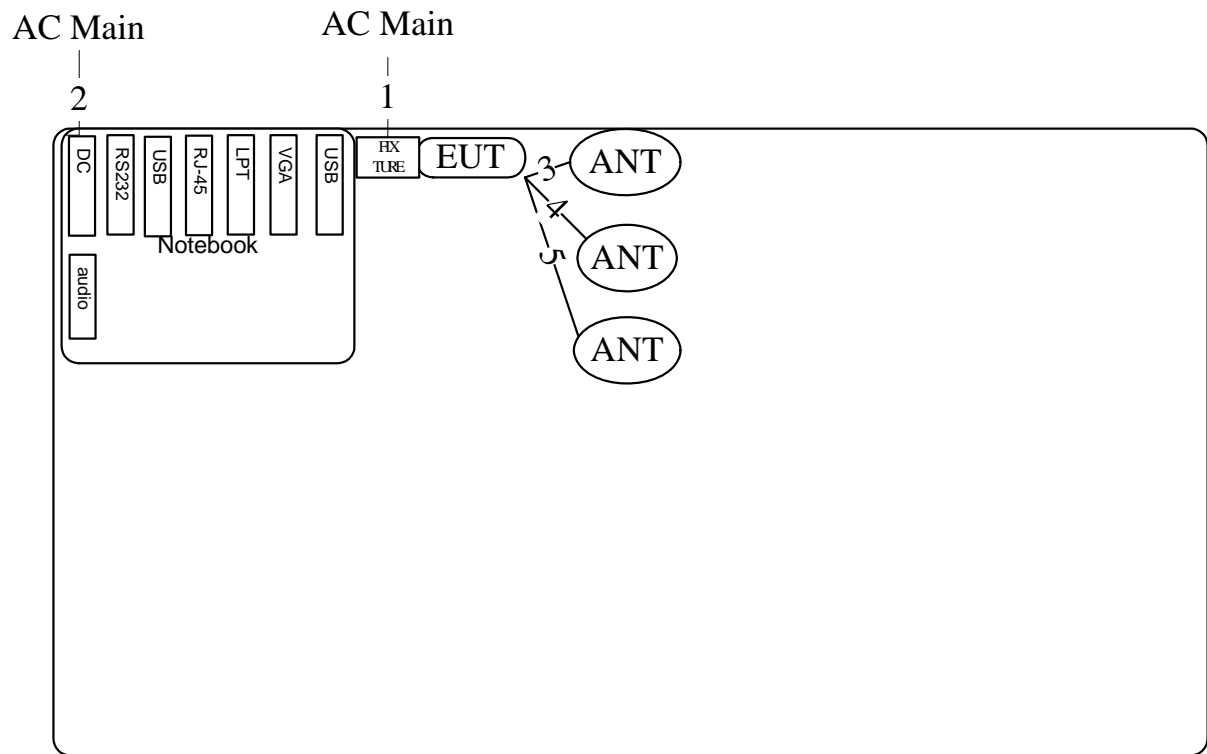 AC Main
AC Main
2
1
DC
RS232
USB
RJ-45
LPT
VGA
USB
HX
TURE
EUT
3
ANT
4
ANT
5
ANT
Notebook
audio